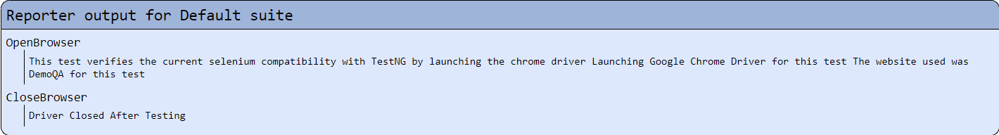 Reporter output for Default suite
OpenBrowser
This test verifies the current selenium compatibility with TestNG by launching the chrome driver Launching Google Chrome Driver for this test The website used was
DemoQA for this test
CloseBrowser
Driver Closed After Testing